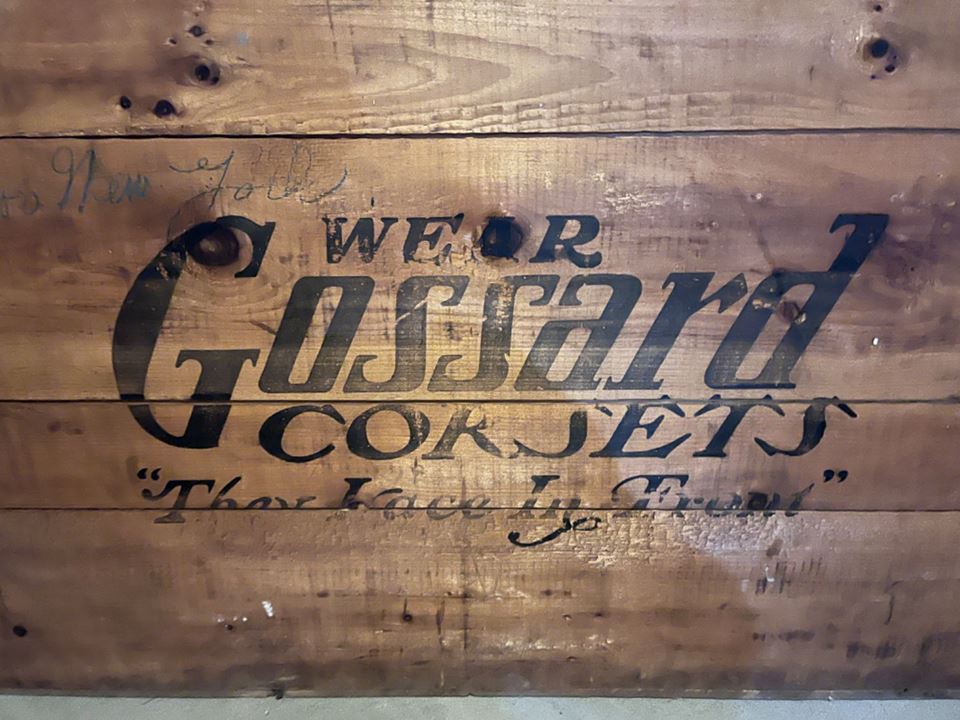 New York
WEAR
Gossard
CORSETS
"They Lace In Front"